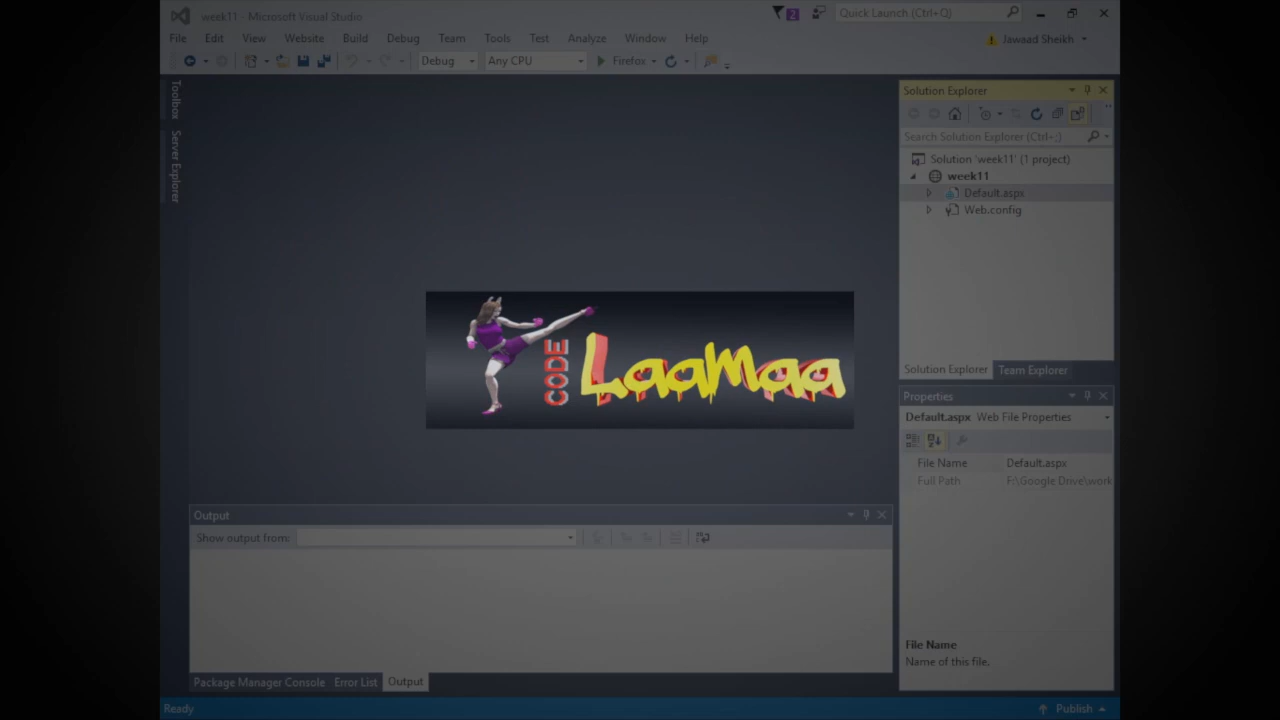 week11 - Microsoft Visual Studio
2
Quick Launch (Ctrl+Q)
File Edit View Website Build Debug Team Tools Test Analyze Window Help
Jawaad Sheikh
Debug Any CPU Firefox
Toolbox
Server Explorer
Solution Explorer
Search Solution Explorer (Ctrl+;)
Solution 'week11' (1 project)
week11
Default.aspx
Web.config
CODE
LaaMaa
Solution Explorer Team Explorer
Properties
Default.aspx Web File Properties
File Name Default.aspx
Full Path F:\Google Drive\work
Output
Show output from:
File Name
Name of this file.
Package Manager Console Error List Output
Ready
Publish